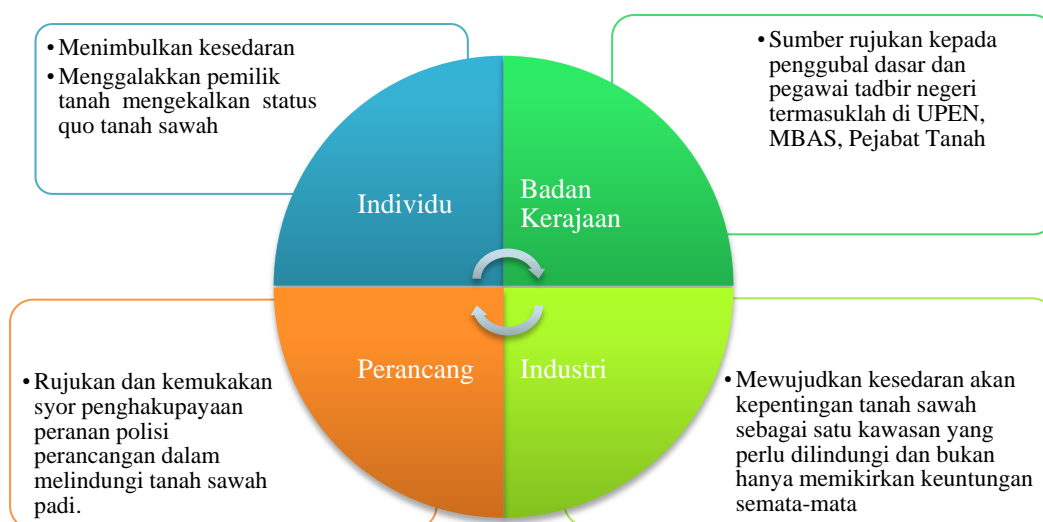 • Menimbulkan kesedaran
• Menggalakkan pemilik
tanah mengekalkan status
quo tanah sawah
• Sumber rujukan kepada
penggubal dasar dan
pegawai tadbir negeri
termasuklah di UPEN,
MBAS, Pejabat Tanah
Individu
Badan
Kerajaan
Perancang
Industri
• Rujukan dan kemukakan
syor penghakupayaan
peranan polisi
perancangan dalam
melindungi tanah sawah
padi.
• Mewujudkan kesedaran akan
kepentingan tanah sawah
sebagai satu kawasan yang
perlu dilindungi dan bukan
hanya memikirkan keuntungan
semata-mata